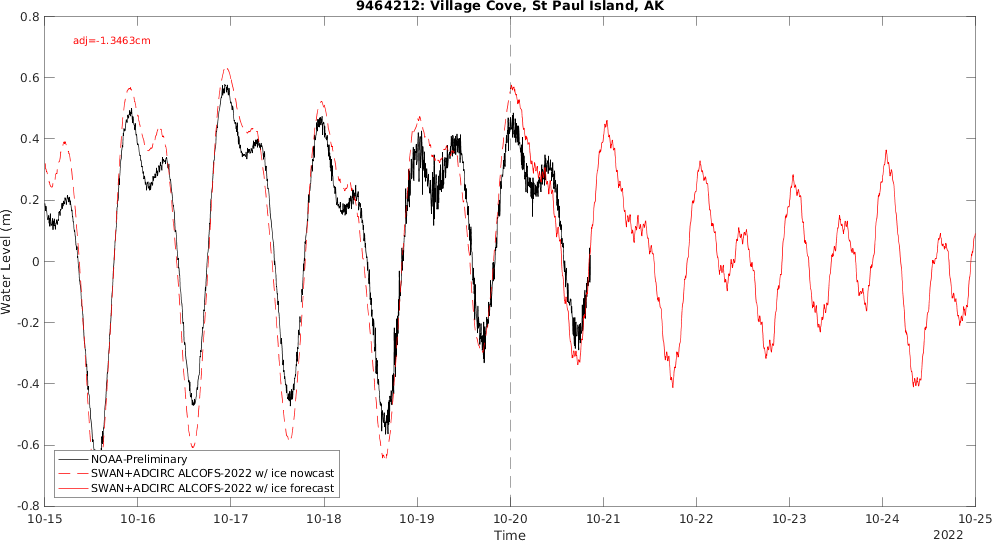 9464212: Village Cove, St Paul Island, AK
adj=-1.3463cm
Water Level (m)
0.8
0.6
0.4
0.2
0
-0.2
-0.4
-0.6
-0.8
NOAA-Preliminary
SWAN+ADCIRC ALCOFS-2022 w/ ice nowcast
SWAN+ADCIRC ALCOFS-2022 w/ ice forecast
10-15 10-16 10-17 10-18 10-19 10-20 10-21 10-22 10-23 10-24 10-25
Time
2022